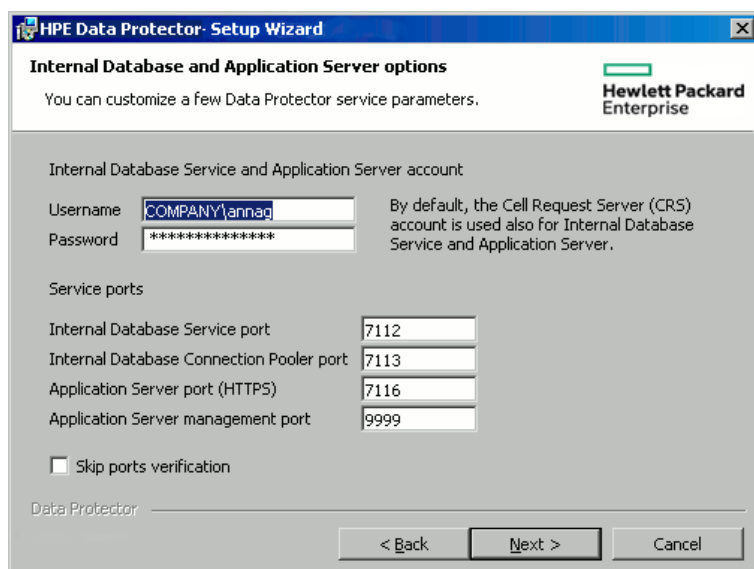 HPE Data Protector- Setup Wizard
Internal Database and Application Server options
You can customize a few Data Protector service parameters.
Hewlett Packard
Enterprise
Internal Database Service and Application Server account
Username COMPANY\annag
Password **************
By default, the Cell Request Server (CRS)
account is used also for Internal Database
Service and Application Server.
Service ports
Internal Database Service port 7112
Internal Database Connection Pooler port 7113
Application Server port (HTTPS) 7116
Application Server management port 9999
Skip ports verification
Data Protector
< Back Next > Cancel